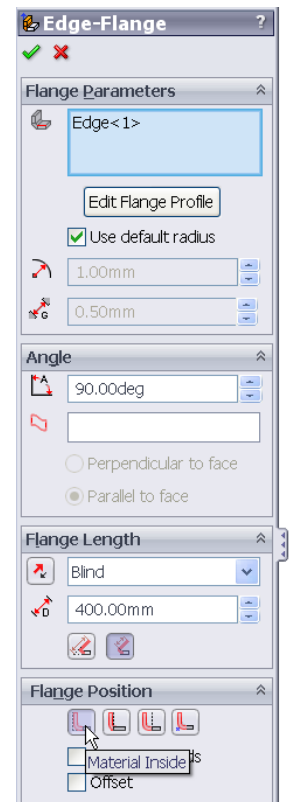 Edge-Flange ?
Flange Parameters
Edge<1>
Edit Flange Profile
Use default radius
1.00mm
G 0.50mm
Angle
A 90.00deg
Perpendicular to face
Parallel to face
Flange Length
Blind
D 400.00mm
Flange Position
Material Inside
Offset